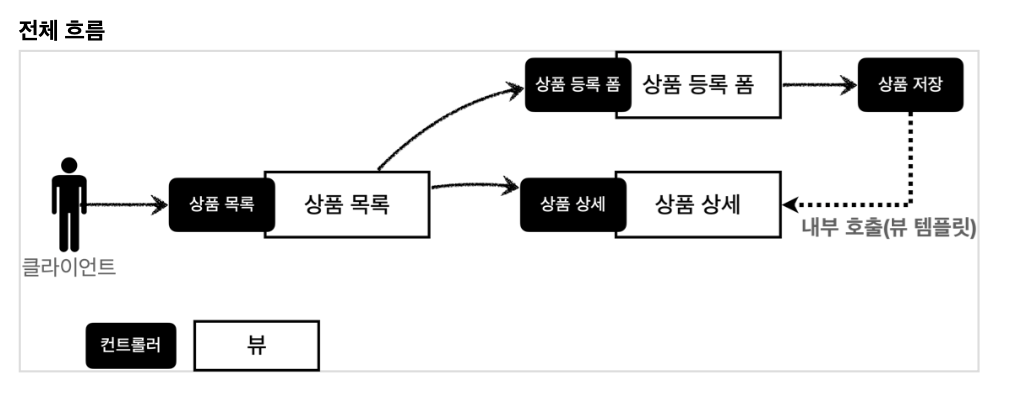 전체 흐름
상품 등록 폼
상품 등록 폼
상품 저장
상품 목록
상품 목록
상품 상세
상품 상세
내부 호출(뷰 템플릿)
클라이언트
컨트롤러
뷰